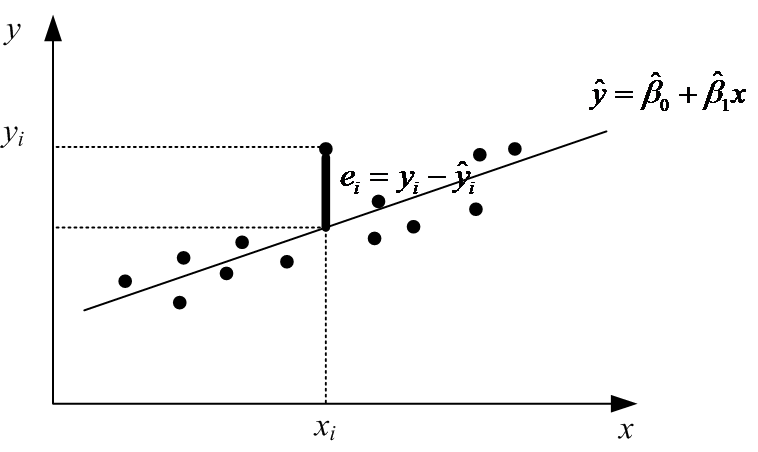 y
ŷ = β̂₀ + β̂₁x
yᵢ
eᵢ = yᵢ − ŷᵢ
xᵢ
x